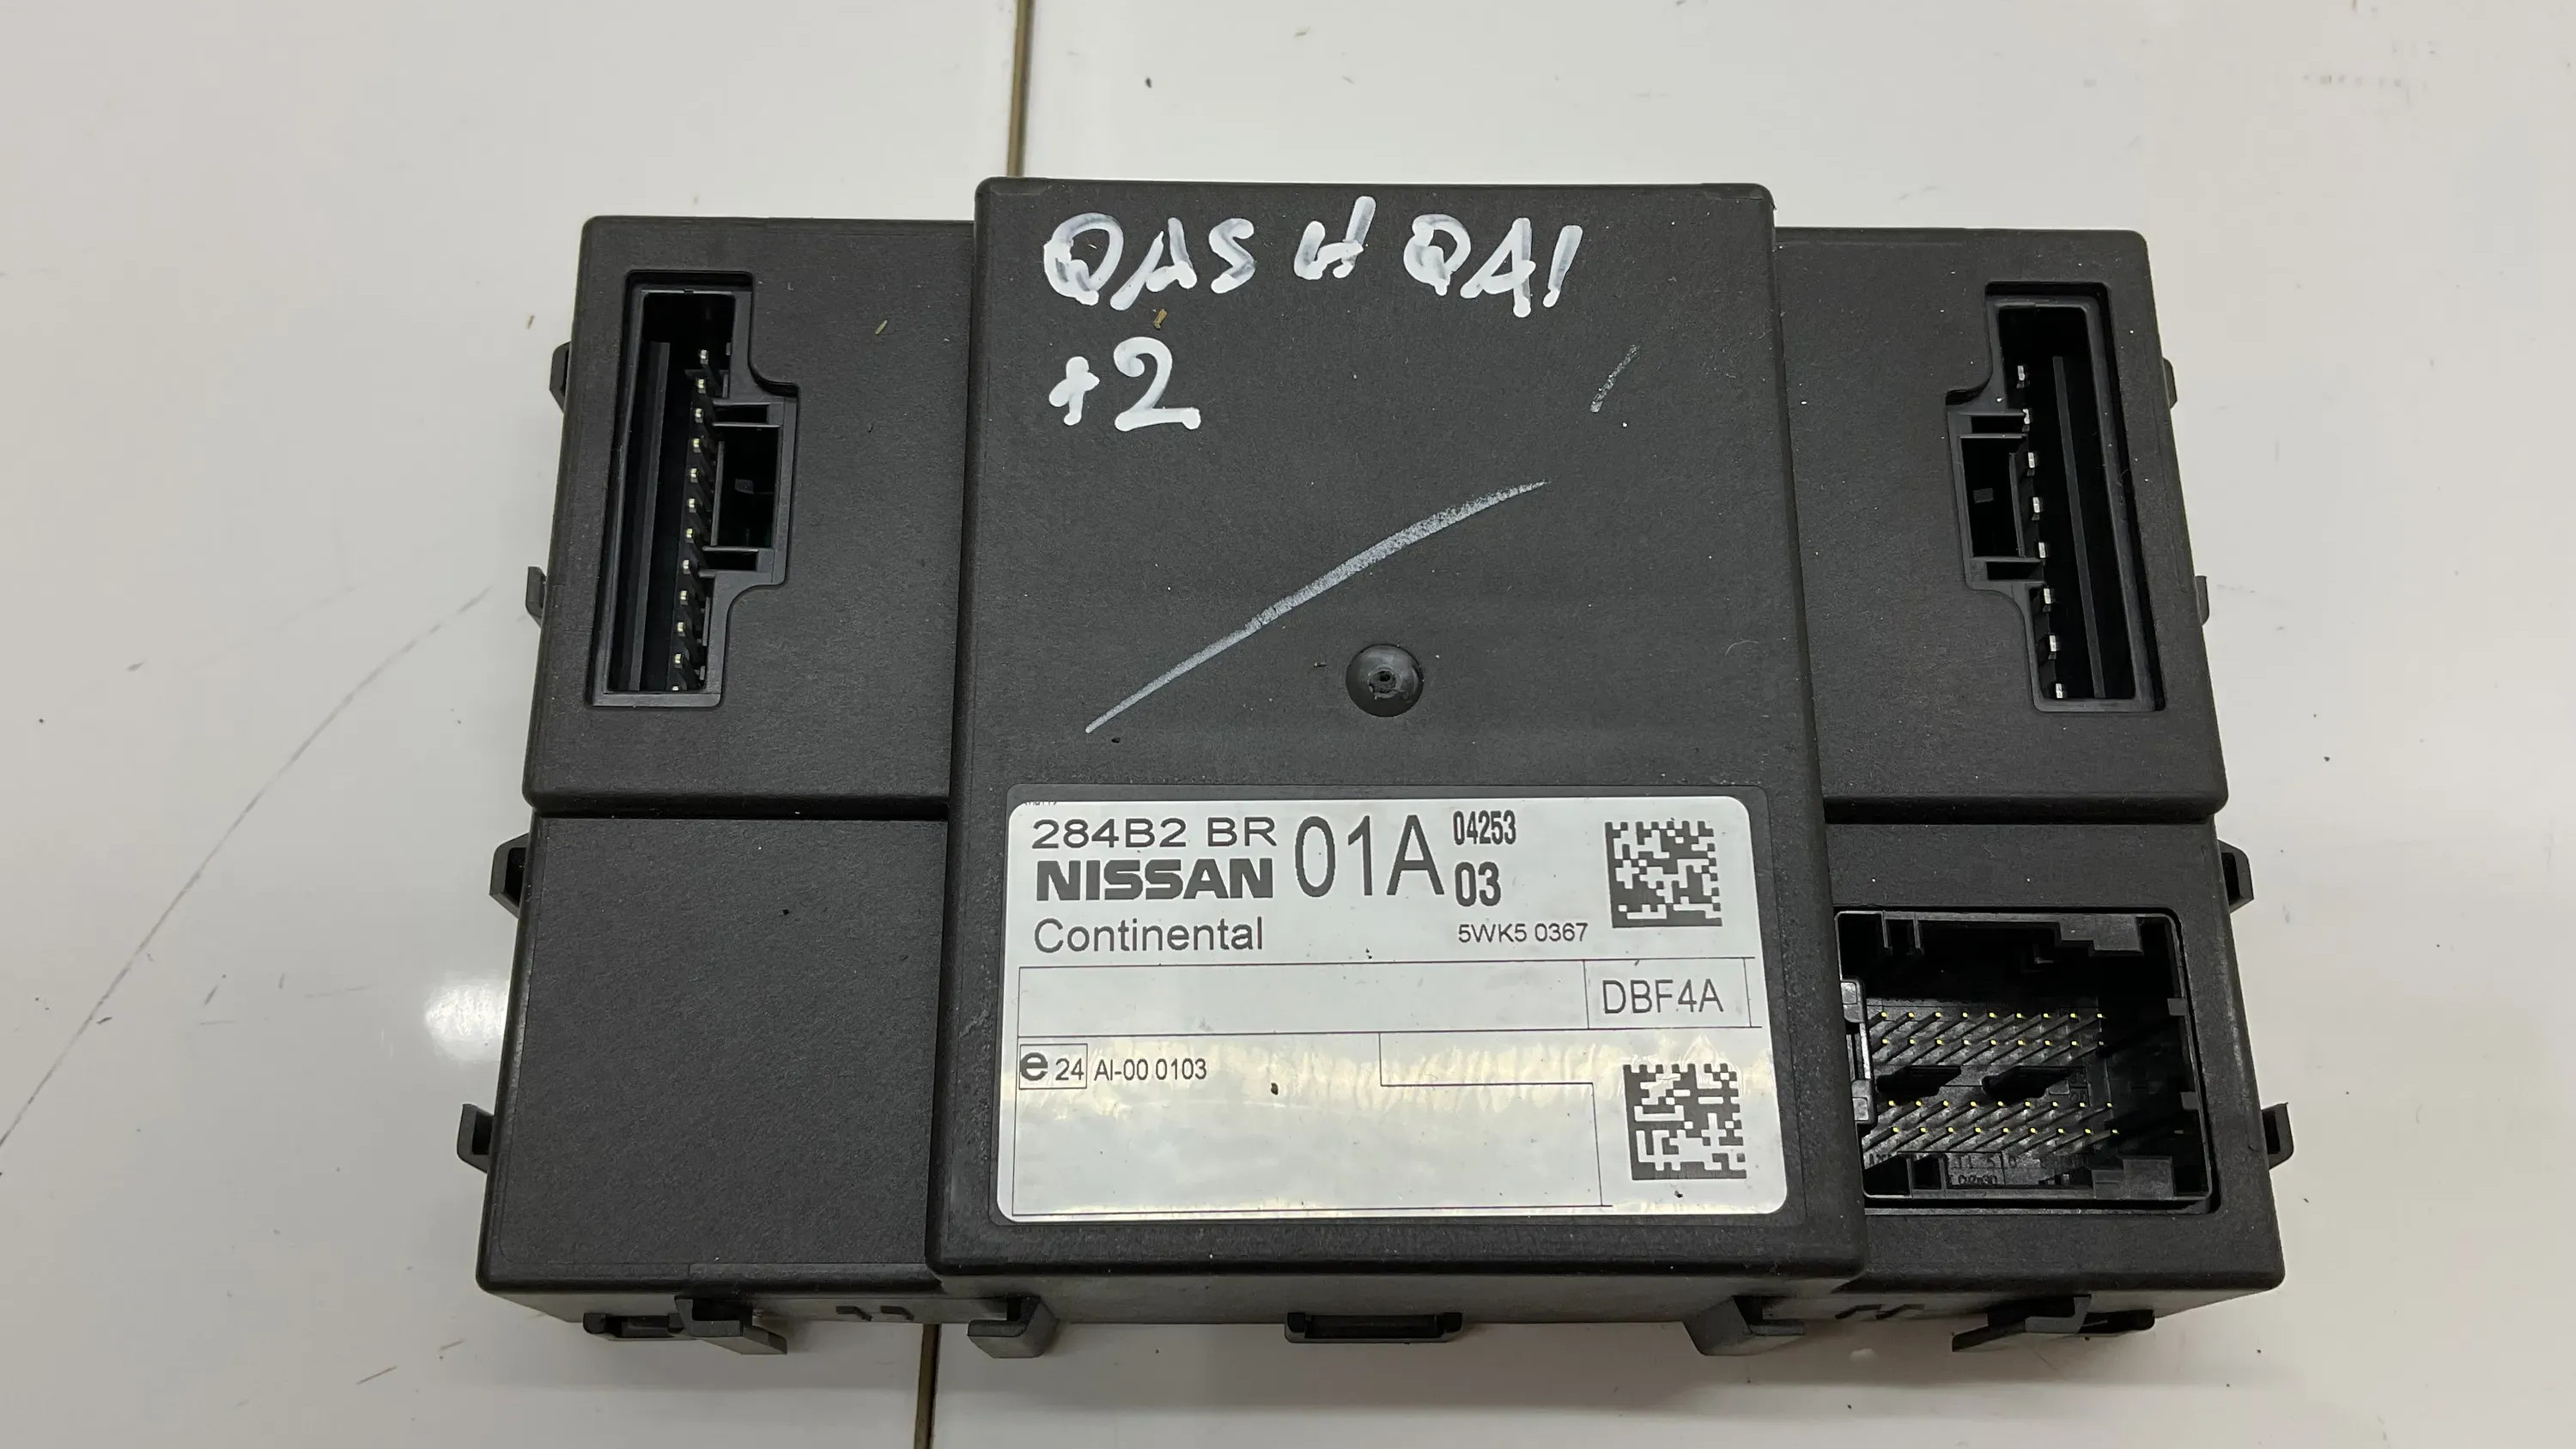 QASHQAI
+2
284B2 BR 01A 04253
NISSAN 03
Continental 5WK5 0367
DBF4A
e 24 AI-00 0103